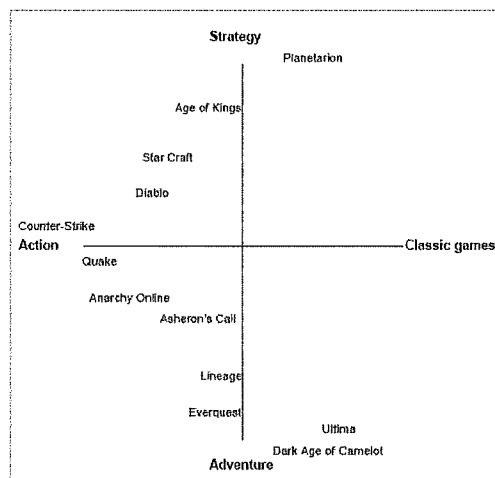 Strategy
Planetarion
Age of Kings
Star Craft
Diablo
Counter-Strike
Action
Classic games
Quake
Anarchy Online
Asheron's Call
Lineage
Everquest
Ultima
Dark Age of Camelot
Adventure